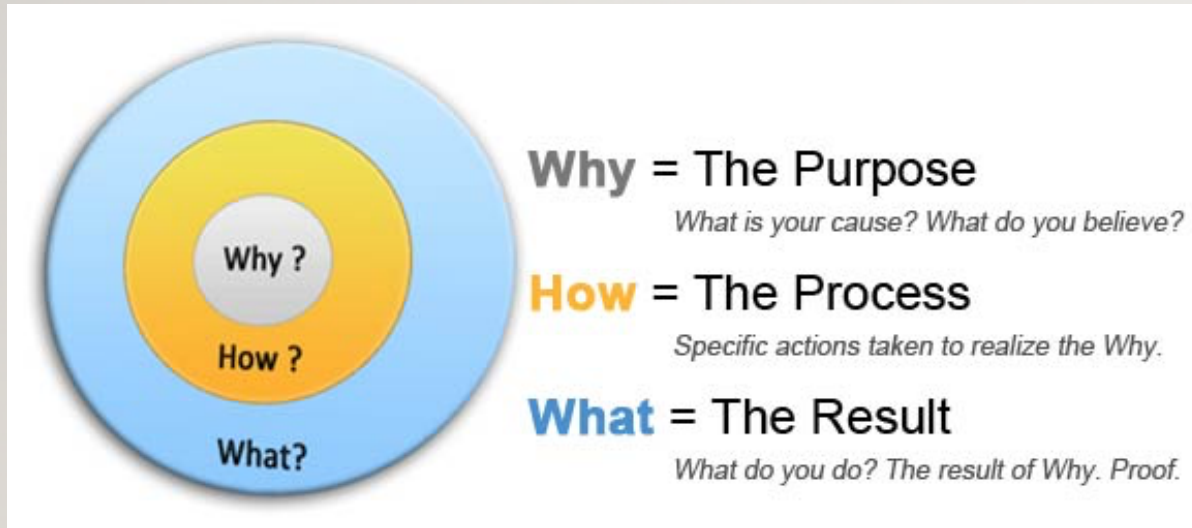 Why ?
How ?
What?
Why = The Purpose
What is your cause? What do you believe?
How = The Process
Specific actions taken to realize the Why.
What = The Result
What do you do? The result of Why. Proof.